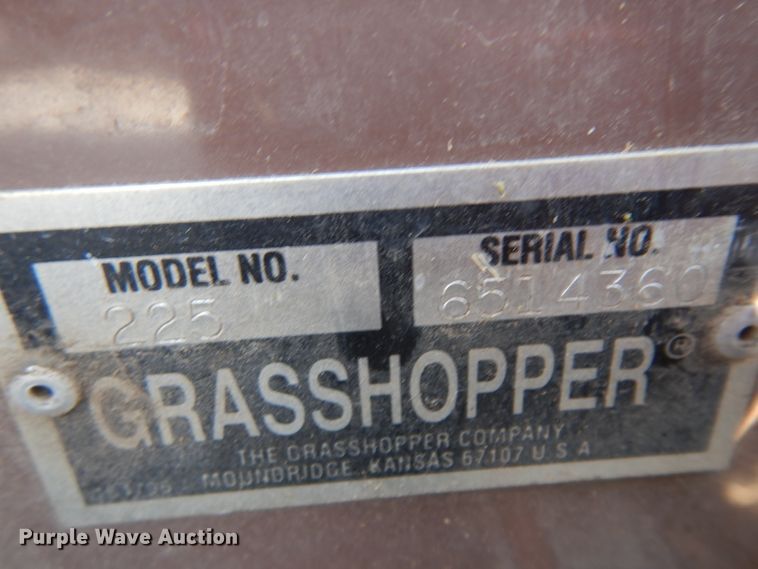 MODEL NO.
SERIAL NO.
225
6514360
GRASSHOPPER©
THE GRASSHOPPER COMPANY
MOUNDRIDGE, KANSAS 67107 U S A
Purple Wave Auction®